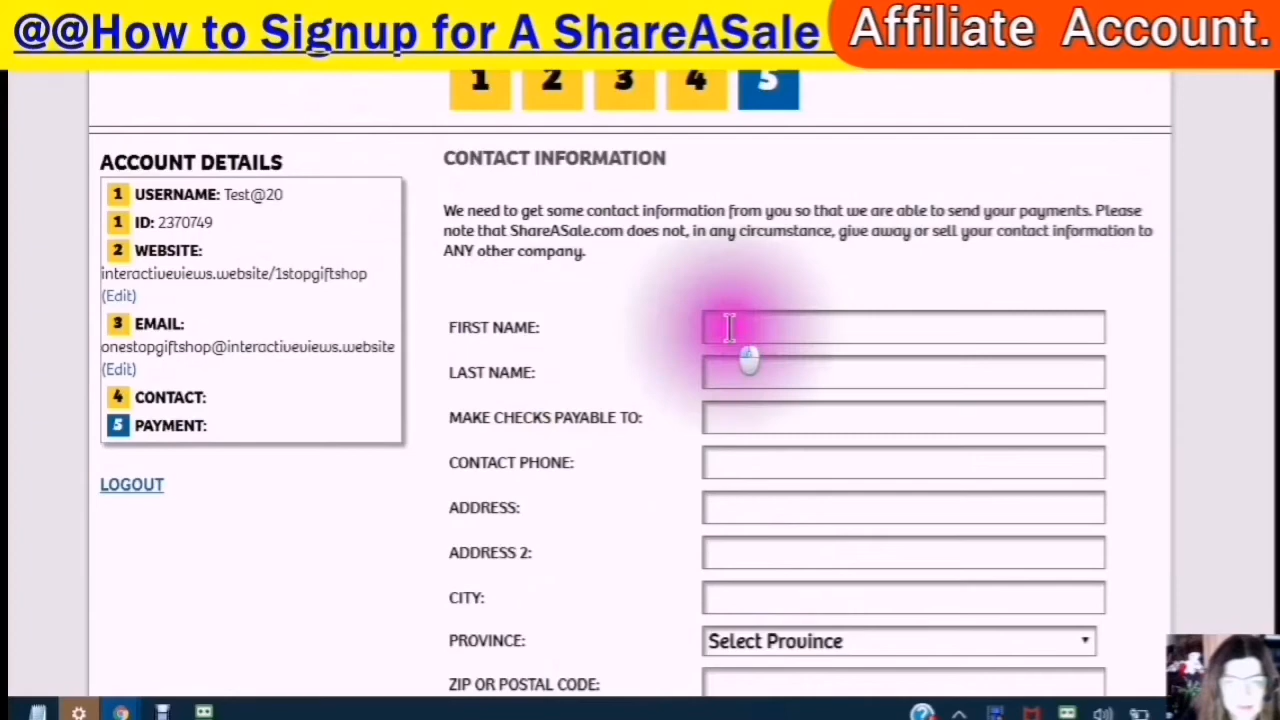 @@How to Signup for A ShareASale Affiliate Account.
1 2 3 4 5
ACCOUNT DETAILS
1 USERNAME: Test@20
1 ID: 2370749
2 WEBSITE:
interactiveviews.website/1stopgiftshop
(Edit)
3 EMAIL:
onestopgiftshop@interactiveviews.website
(Edit)
4 CONTACT:
5 PAYMENT:
LOGOUT
CONTACT INFORMATION
We need to get some contact information from you so that we are able to send your payments. Please
note that ShareASale.com does not, in any circumstance, give away or sell your contact information to
ANY other company.
FIRST NAME:
LAST NAME:
MAKE CHECKS PAYABLE TO:
CONTACT PHONE:
ADDRESS:
ADDRESS 2:
CITY:
PROVINCE: Select Province
ZIP OR POSTAL CODE: